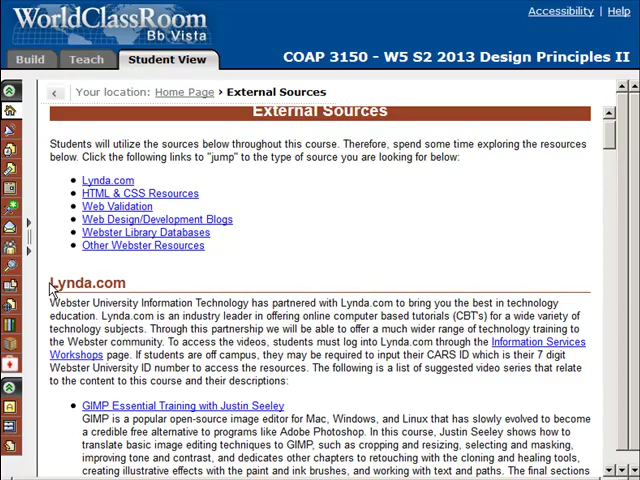 Accessibility | Help
WorldClassRoom
Bb Vista
COAP 3150 - W5 S2 2013 Design Principles II
Build Teach Student View
Your location: Home Page › External Sources
External Sources
Students will utilize the sources below throughout this course. Therefore, spend some time exploring the resources
below. Click the following links to "jump" to the type of source you are looking for below:
Lynda.com
HTML & CSS Resources
Web Validation
Web Design/Development Blogs
Webster Library Databases
Other Webster Resources
Lynda.com
Webster University Information Technology has partnered with Lynda.com to bring you the best in technology
education. Lynda.com is an industry leader in offering online computer based tutorials (CBT's) for a wide variety of
technology subjects. Through this partnership we will be able to offer a much wider range of technology training to
the Webster community. To access the videos, students must log into Lynda.com through the Information Services
Workshops page. If students are off campus, they may be required to input their CARS ID which is their 7 digit
Webster University ID number to access the resources. The following is a list of suggested video series that relate
to the content to this course and their descriptions:
GIMP Essential Training with Justin Seeley
GIMP is a popular open-source image editor for Mac, Windows, and Linux that has slowly evolved to become
a credible free alternative to programs like Adobe Photoshop. In this course, Justin Seeley shows how to
translate basic image editing techniques to GIMP, such as cropping and resizing, selecting and masking,
improving tone and contrast, and dedicates other chapters to retouching with the cloning and healing tools,
creating illustrative effects with the paint and ink brushes, and working with text and paths. The final sections